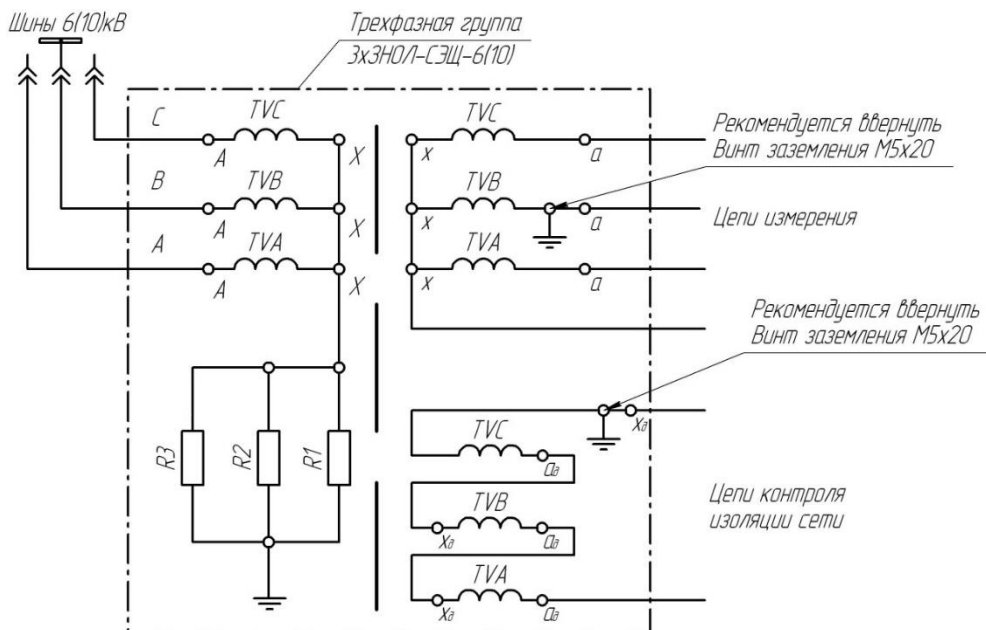 Шины 6(10)кВ
Трехфазная группа
3хЗНОЛ-СЭЩ-6(10)
C
TVC
A
X
B
TVB
A
X
A
TVA
A
X
TVC
x
a
TVB
x
a
TVA
x
a
Рекомендуется ввернуть
Винт заземления М5х20
Цепи измерения
Рекомендуется ввернуть
Винт заземления М5х20
R3
R2
R1
xд
TVC
aд
TVB
xд
aд
TVA
xд
aд
Цепи контроля
изоляции сети